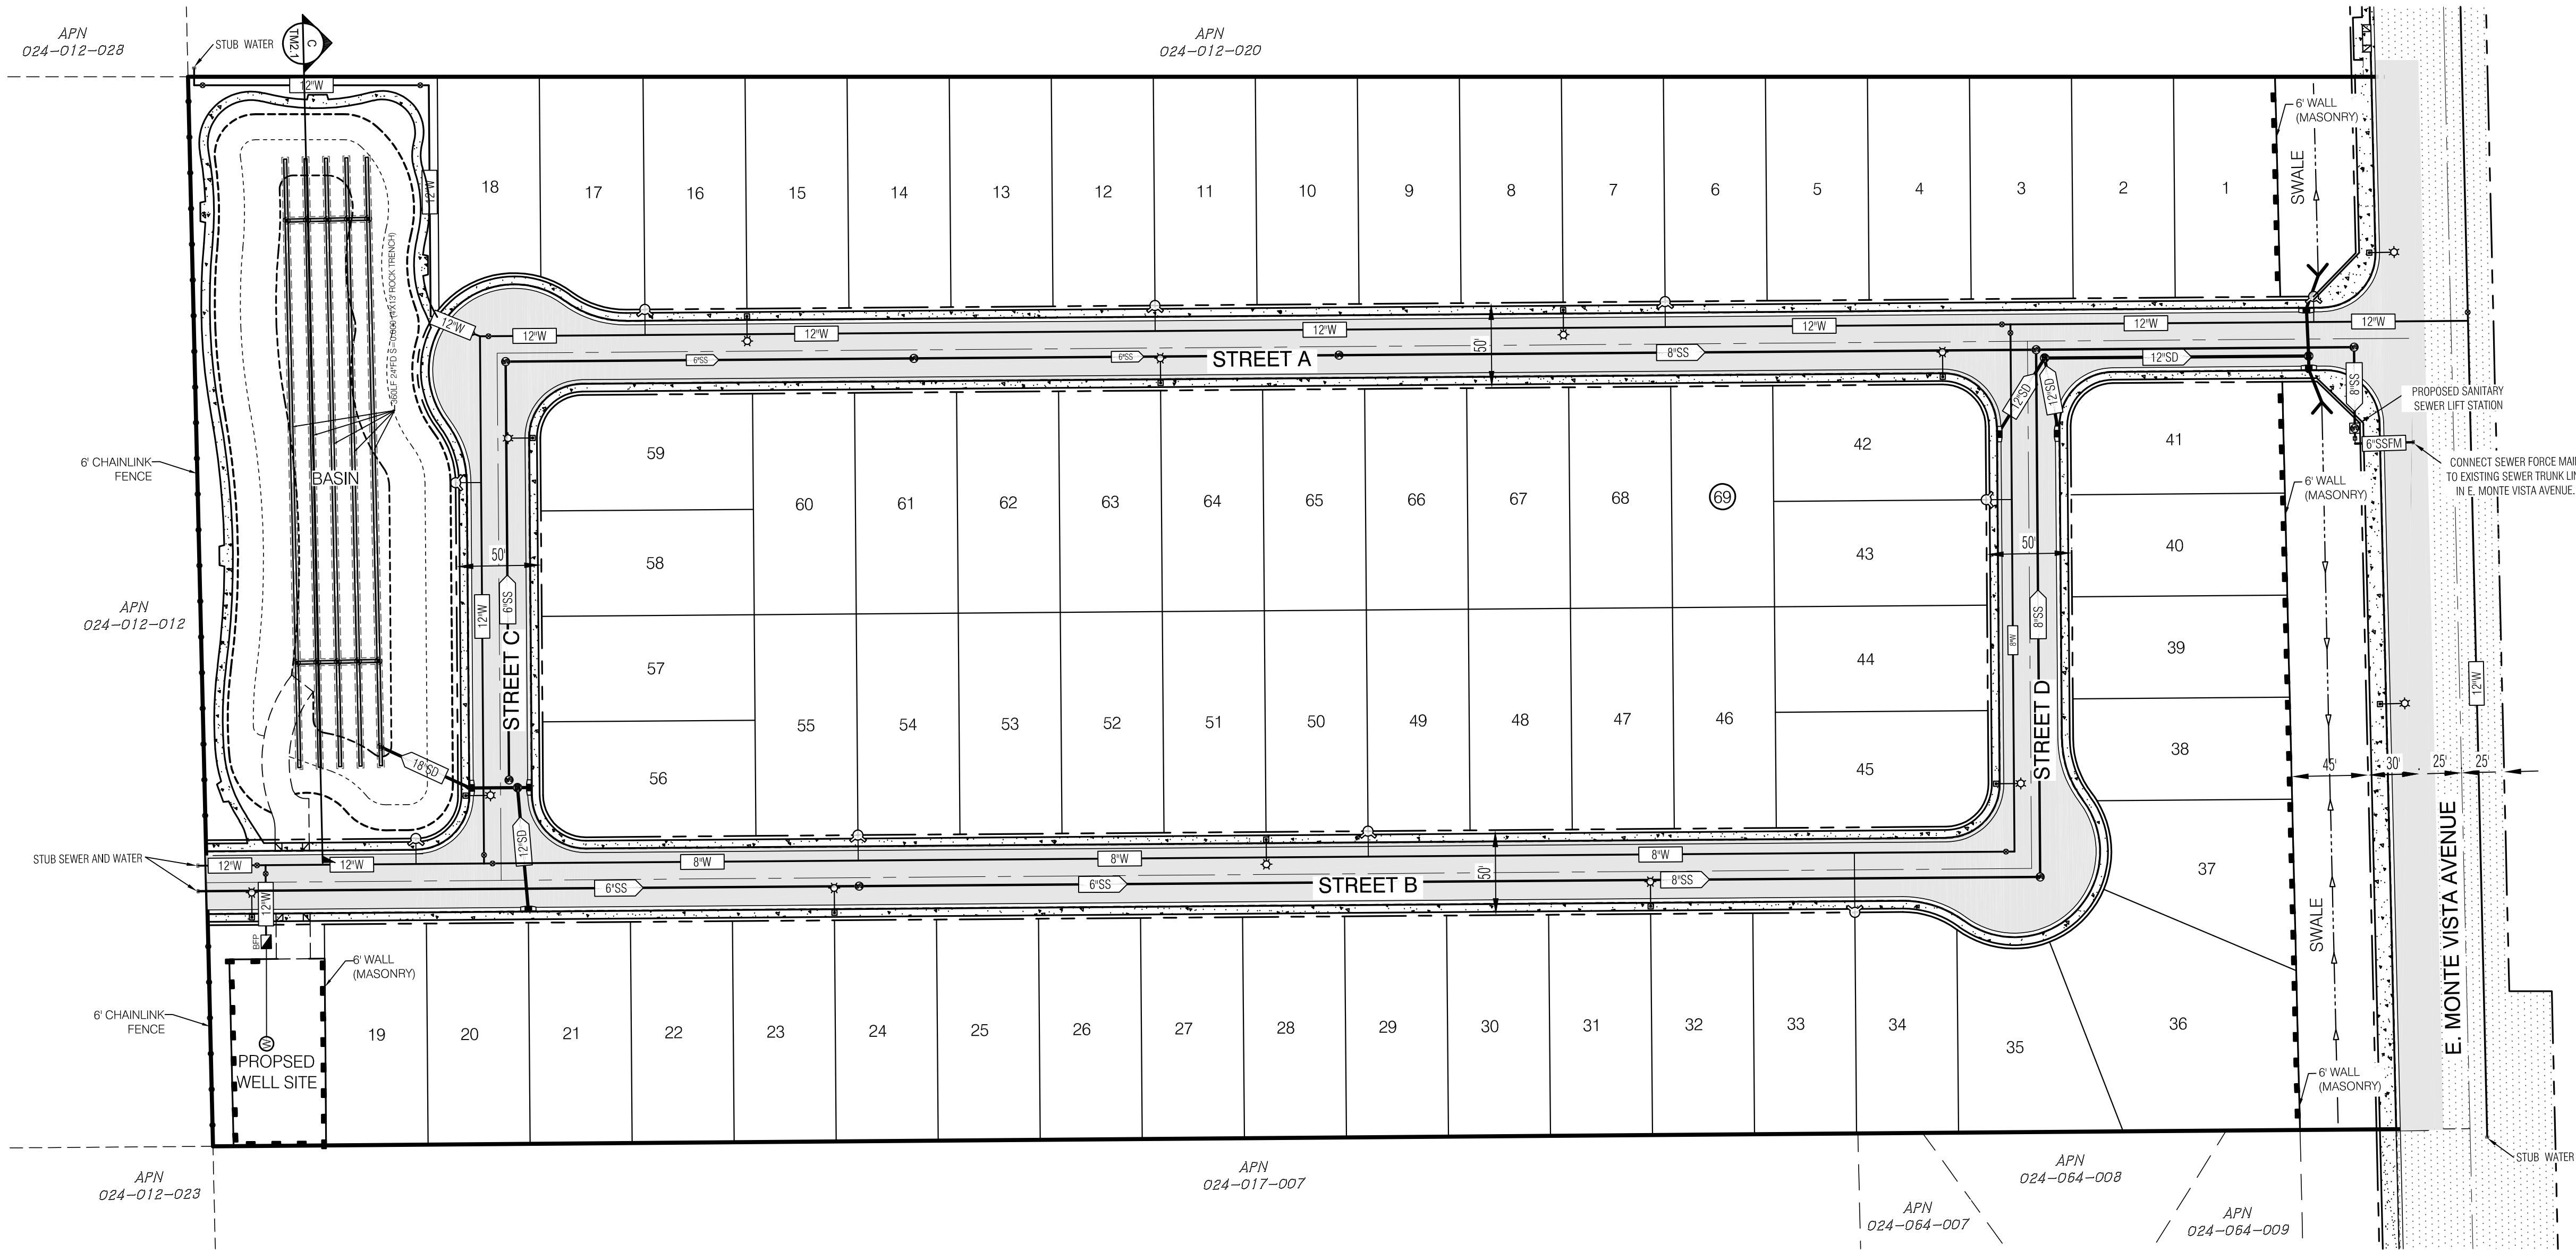 APN
024-012-028
STUB WATER
C
TM2.1
APN
024-012-020
12"W
12"W
18
17
16
15
14
13
12
11
10
9
8
7
6
5
4
3
2
1
6' WALL
(MASONRY)
SWALE
12"W
12"W
12"W
12"W
12"W
12"W
12"W
6"SS
6"SS
STREET A
50'
8"SS
12"SD
12"SD
12"SD
8"SS
PROPOSED SANITARY
SEWER LIFT STATION
6"SSFM
CONNECT SEWER FORCE MAI
TO EXISTING SEWER TRUNK LIN
IN E. MONTE VISTA AVENUE.
6' CHAINLINK
FENCE
BASIN
59
60
61
62
63
64
65
66
67
68
69
42
41
6' WALL
(MASONRY)
50'
58
43
50'
40
APN
024-012-012
12"W
6"SS
8"W
8"SS
STREET C
57
44
39
12"W
STREET D
55
54
53
52
51
50
49
48
47
46
38
18"SD
56
45
45'
30'
25'
25'
E. MONTE VISTA AVENUE
12"SD
STUB SEWER AND WATER
12"W
12"W
8"W
8"W
8"W
37
12"W
6"SS
6"SS
STREET B
50'
8"SS
SWALE
BFP
6' WALL
(MASONRY)
6' CHAINLINK
FENCE
W
PROPSED
WELL SITE
19
20
21
22
23
24
25
26
27
28
29
30
31
32
33
34
35
36
6' WALL
(MASONRY)
APN
024-012-023
APN
024-017-007
APN
024-064-007
APN
024-064-008
APN
024-064-009
STUB WATER